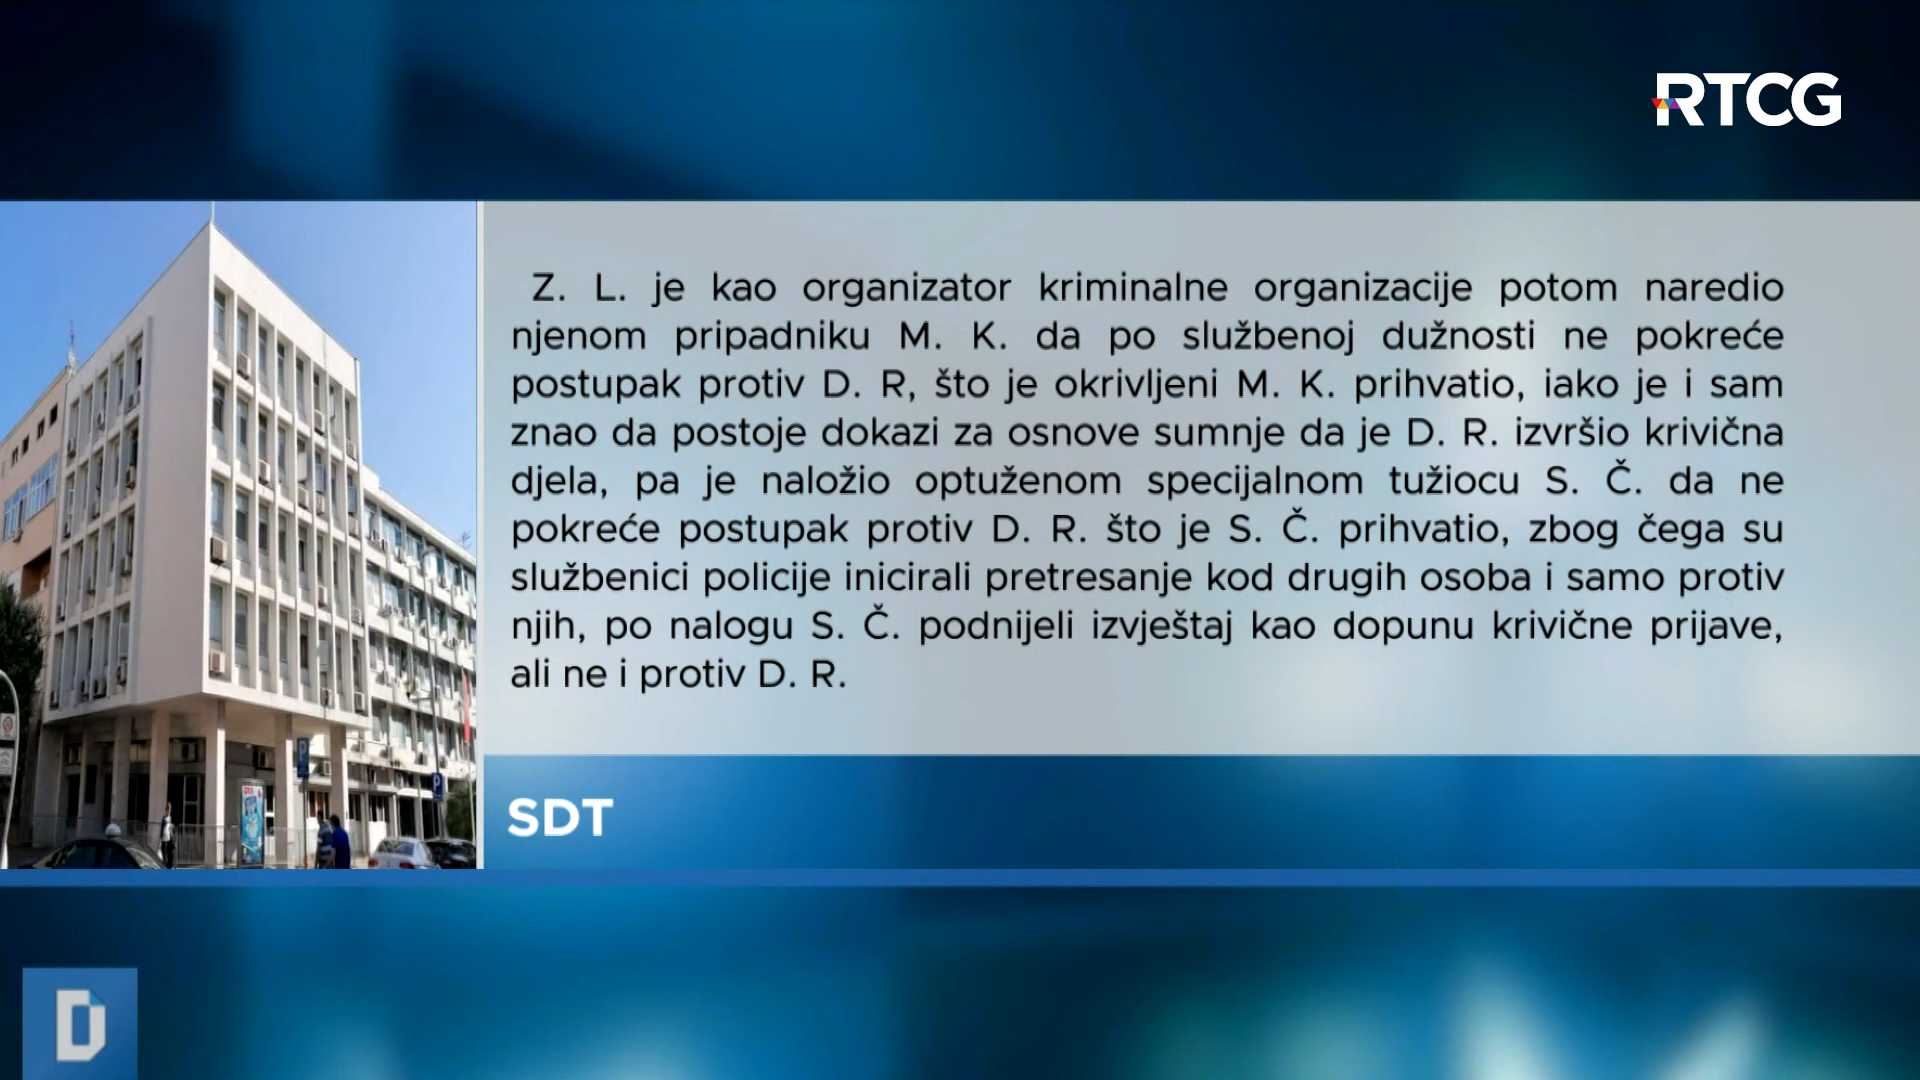 RTCG
Z. L. je kao organizator kriminalne organizacije potom naredio
njenom pripadniku M. K. da po službenoj dužnosti ne pokreće
postupak protiv D. R, što je okrivljeni M. K. prihvatio, iako je i sam
znao da postoje dokazi za osnove sumnje da je D. R. izvršio krivična
djela, pa je naložio optuženom specijalnom tužiocu S. Č. da ne
pokreće postupak protiv D. R. što je S. Č. prihvatio, zbog čega su
službenici policije inicirali pretresanje kod drugih osoba i samo protiv
njih, po nalogu S. Č. podnijeli izvještaj kao dopunu krivične prijave,
ali ne i protiv D. R.
SDT
D